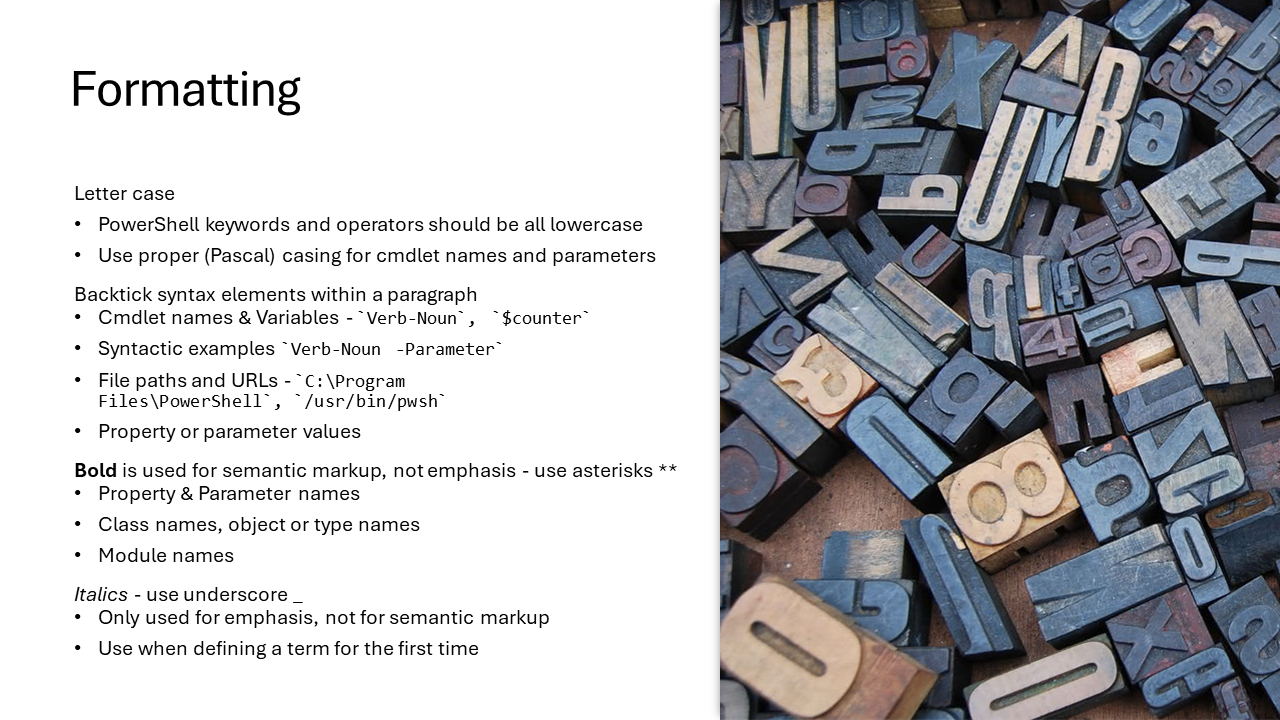 Formatting
Letter case
• PowerShell keywords and operators should be all lowercase
• Use proper (Pascal) casing for cmdlet names and parameters
Backtick syntax elements within a paragraph
• Cmdlet names & Variables - `Verb-Noun`, `$counter`
• Syntactic examples `Verb-Noun -Parameter`
• File paths and URLs - `C:\Program
Files\PowerShell`, `/usr/bin/pwsh`
• Property or parameter values
Bold is used for semantic markup, not emphasis - use asterisks **
• Property & Parameter names
• Class names, object or type names
• Module names
Italics - use underscore _
• Only used for emphasis, not for semantic markup
• Use when defining a term for the first time